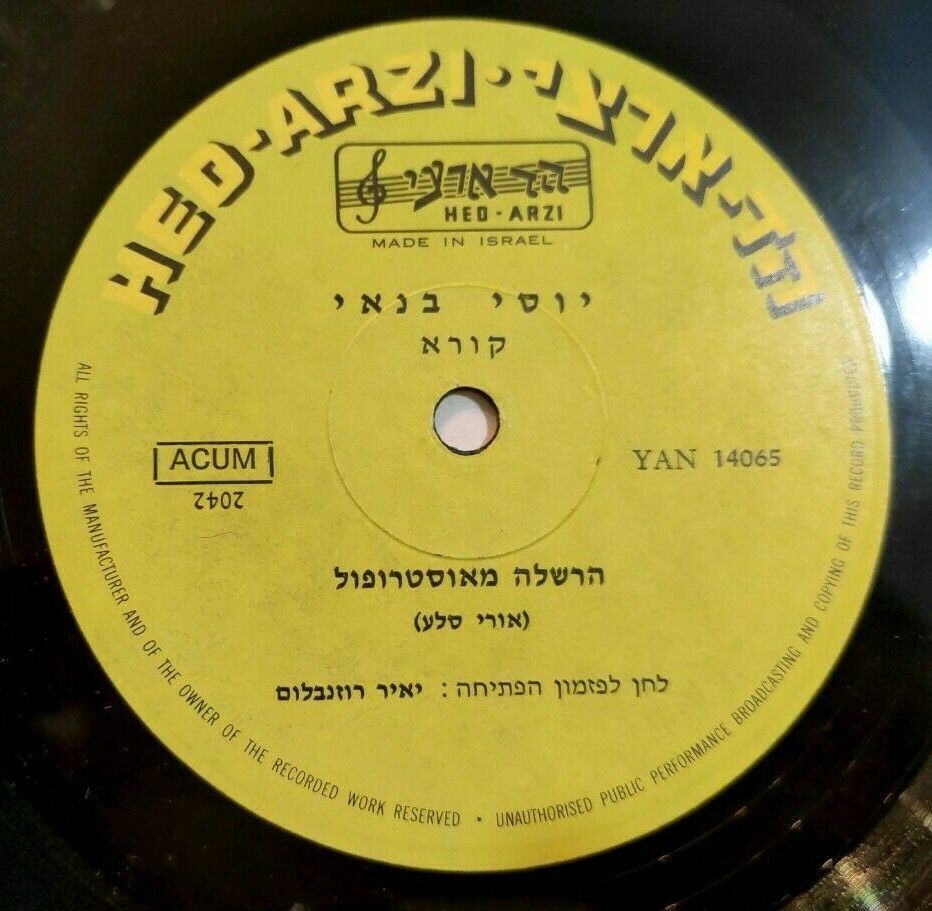 HED-ARZI • הד-ארצי
הד ארצי
HED-ARZI
MADE IN ISRAEL
יוסי בנאי
קורא
ACUM
2042
YAN 14065
הרשלה מאוסטרופול
(אורי סלע)
לחן לפזמון הפתיחה: יאיר רוזנבלום
ALL RIGHTS OF THE MANUFACTURER AND OF THE OWNER OF THE RECORDED WORK RESERVED • UNAUTHORISED PUBLIC PERFORMANCE BROADCASTING AND COPYING OF THIS RECORD PROHIBITED